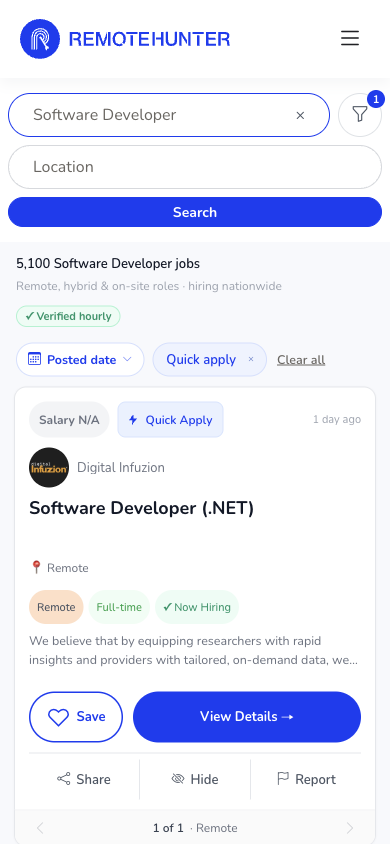 REMOTEHUNTER
1
Software Developer ×
Location
Search
5,100 Software Developer jobs
Remote, hybrid & on-site roles · hiring nationwide
✓ Verified hourly
Posted date
Quick apply ×
Clear all
Salary N/A
Quick Apply
1 day ago
Digital Infuzion
Digital Infuzion
Software Developer (.NET)
📍 Remote
Remote
Full-time
✓ Now Hiring
We believe that by equipping researchers with rapid
insights and providers with tailored, on-demand data, we...
Save
View Details →
Share
Hide
Report
1 of 1 · Remote